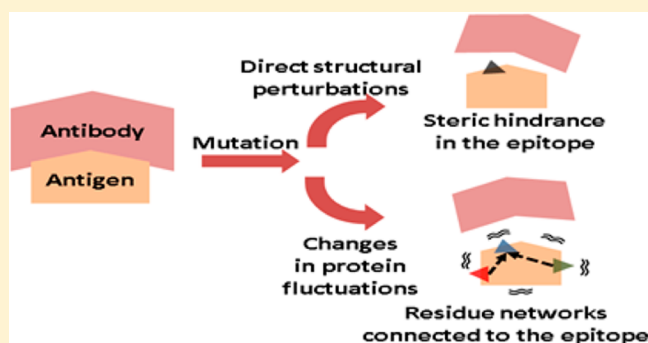 Antibody
Antigen
Mutation
Direct structural
perturbations
Steric hindrance
in the epitope
Changes
in protein
fluctuations
Residue networks
connected to the epitope